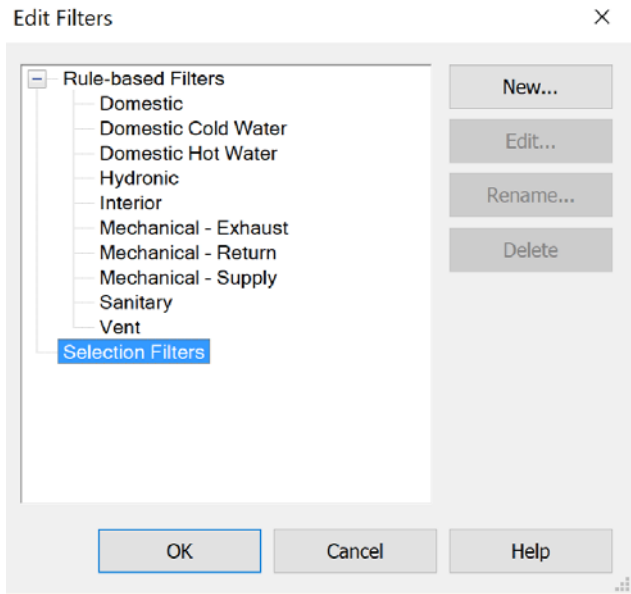 Edit Filters
Rule-based Filters
Domestic
Domestic Cold Water
Domestic Hot Water
Hydronic
Interior
Mechanical - Exhaust
Mechanical - Return
Mechanical - Supply
Sanitary
Vent
Selection Filters
New...
Edit...
Rename...
Delete
OK
Cancel
Help